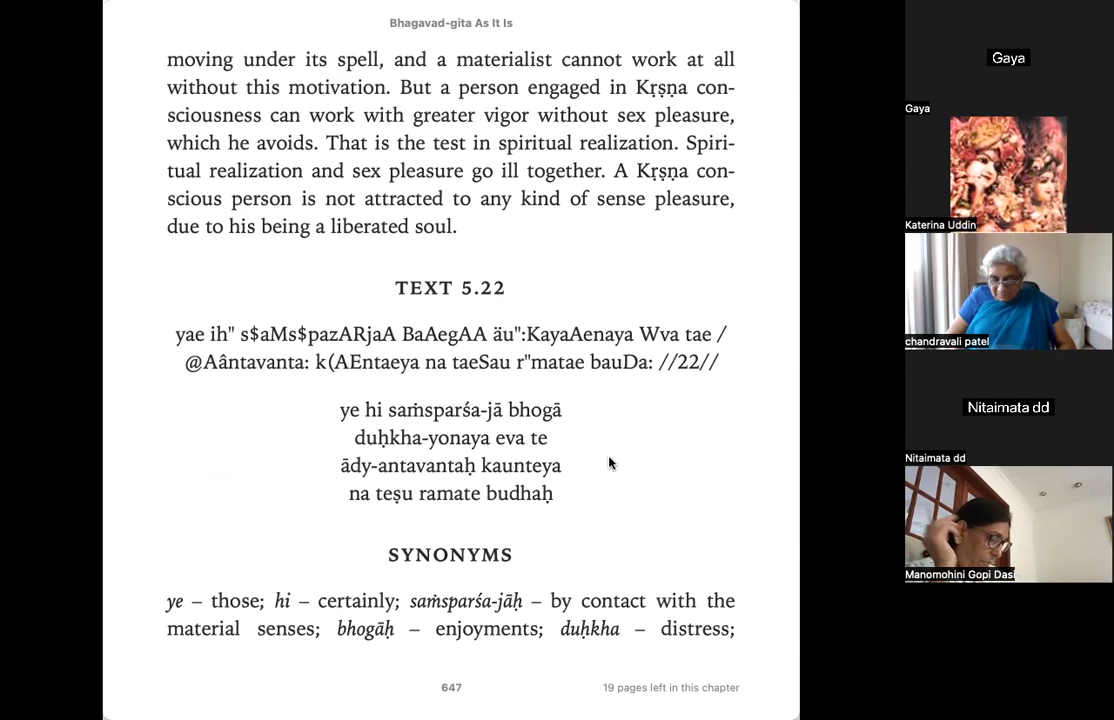 Bhagavad-gita As It Is
moving under its spell, and a materialist cannot work at all
without this motivation. But a person engaged in Kṛṣṇa con-
sciousness can work with greater vigor without sex pleasure,
which he avoids. That is the test in spiritual realization. Spiri-
tual realization and sex pleasure go ill together. A Kṛṣṇa con-
scious person is not attracted to any kind of sense pleasure,
due to his being a liberated soul.
TEXT 5.22
yae ih" s$aMs$pazARjaA BaAegAA äu":KayaAenaya Wva tae /
@Aântavanta: k(AEntaeya na taeSau r"matae bauDa: //22//
ye hi saṁsparśa-jā bhogā
duḥkha-yonaya eva te
ādy-antavantaḥ kaunteya
na teṣu ramate budhaḥ
SYNONYMS
ye – those; hi – certainly; saṁsparśa-jāḥ – by contact with the
material senses; bhogāḥ – enjoyments; duḥkha – distress;
647
19 pages left in this chapter
Gaya
Gaya
Katerina Uddin
chandravali patel
Nitaimata dd
Nitaimata dd
Manomohini Gopi Dasi